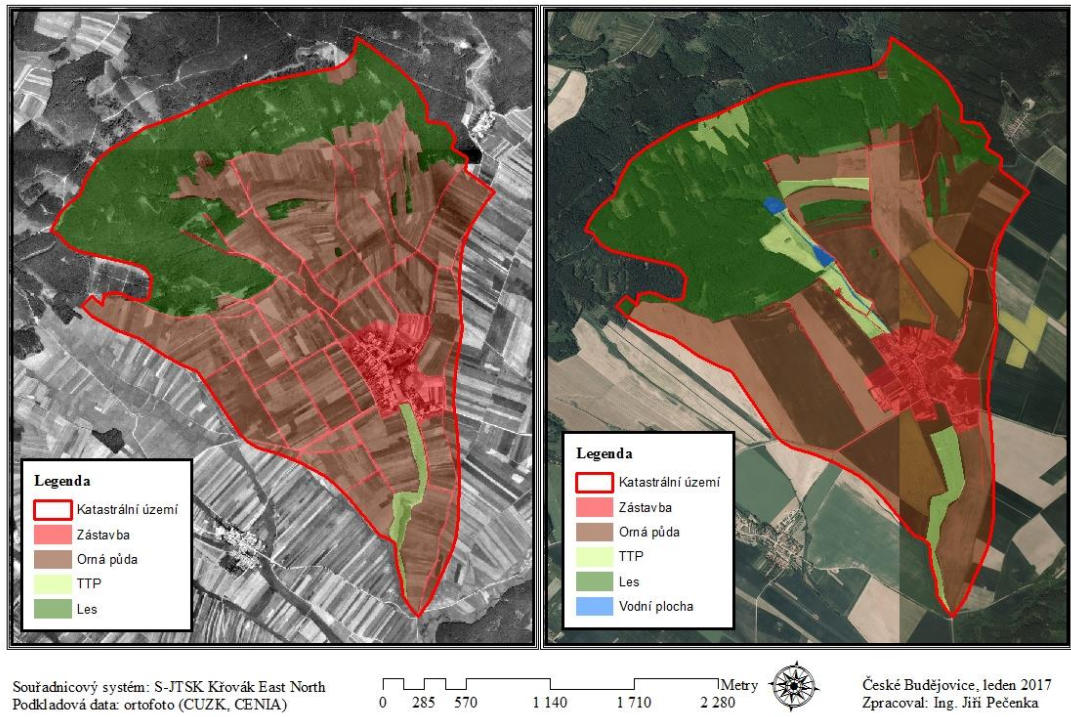 Legenda
Katastrální území
Zástavba
Orná půda
TTP
Les
Legenda
Katastrální území
Zástavba
Orná půda
TTP
Les
Vodní plocha
Souřadnicový systém: S-JTSK Křovák East North
Podkladová data: ortofoto (CUZK, CENIA)
Metry
0 285 570 1 140 1 710 2 280
České Budějovice, leden 2017
Zpracoval: Ing. Jiří Pečenka